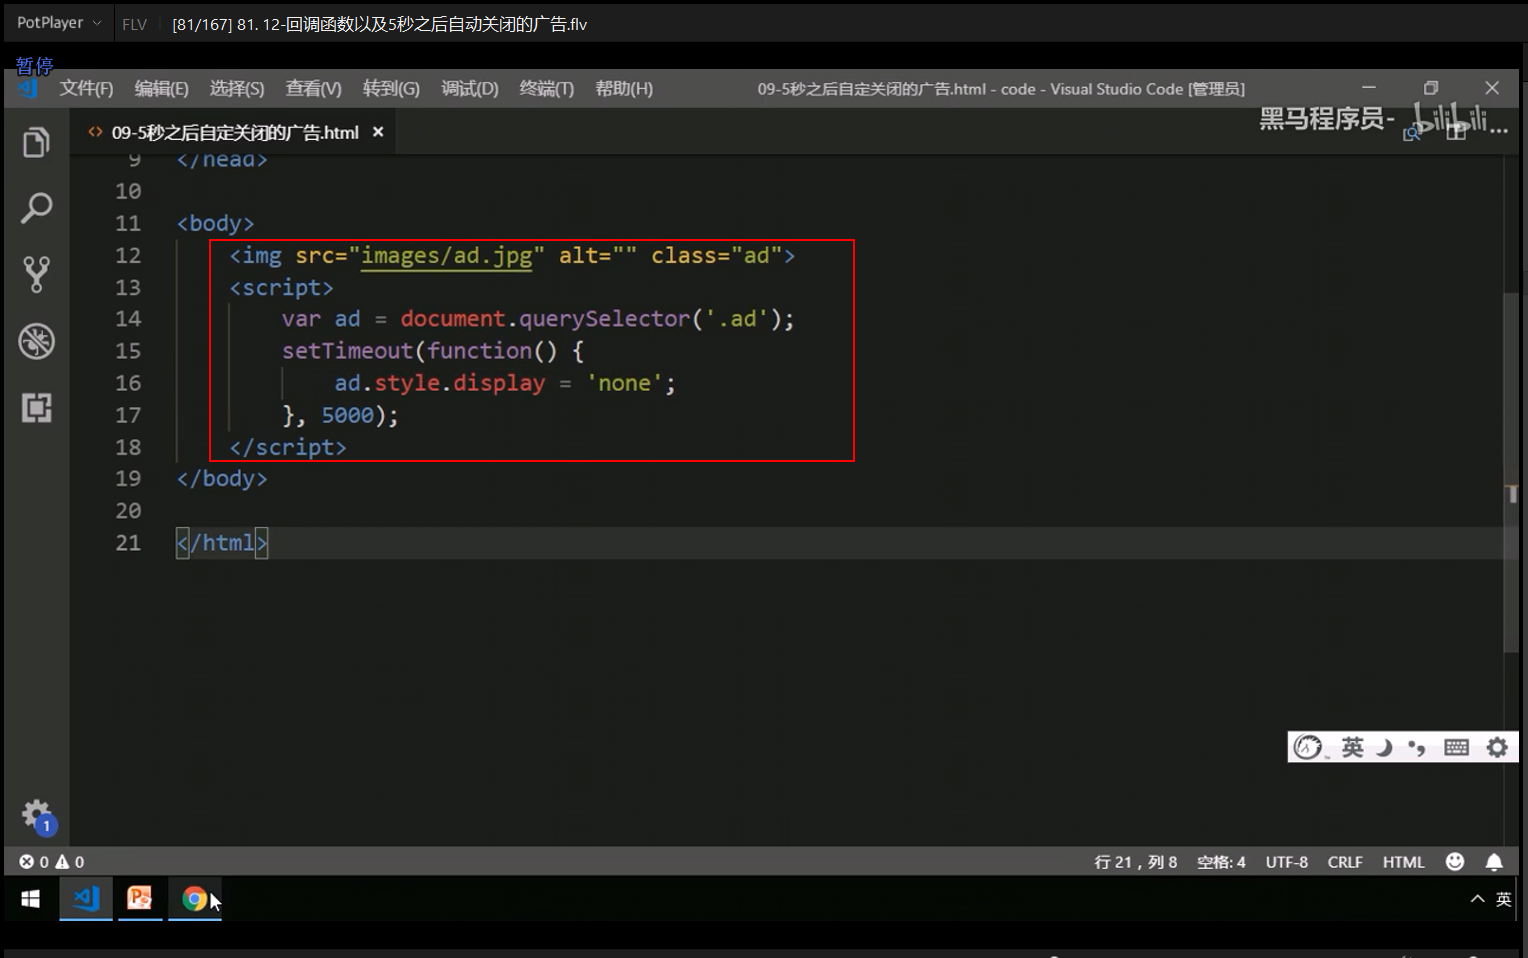 PotPlayer FLV [81/167] 81. 12-回调函数以及5秒之后自动关闭的广告.flv
暂停
文件(F) 编辑(E) 选择(S) 查看(V) 转到(G) 调试(D) 终端(T) 帮助(H) 09-5秒之后自定关闭的广告.html - code - Visual Studio Code [管理员]
09-5秒之后自定关闭的广告.html
黑马程序员- bilibili
9 </head>
10
11 <body>
12 <img src="images/ad.jpg" alt="" class="ad">
13 <script>
14 var ad = document.querySelector('.ad');
15 setTimeout(function() {
16 ad.style.display = 'none';
17 }, 5000);
18 </script>
19 </body>
20
21 </html>
英
1
0 0 行 21，列 8 空格: 4 UTF-8 CRLF HTML
英